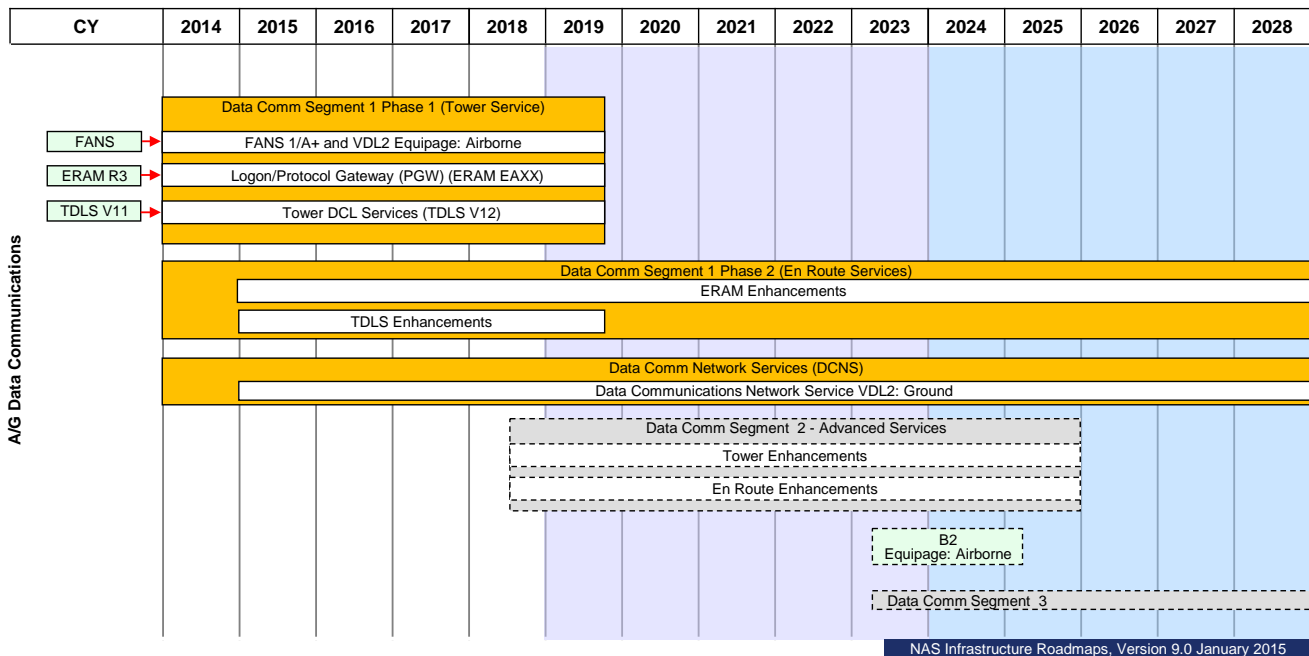 CY 2014 2015 2016 2017 2018 2019 2020 2021 2022 2023 2024 2025 2026 2027 2028
A/G Data Communications
Data Comm Segment 1 Phase 1 (Tower Service)
FANS FANS 1/A+ and VDL2 Equipage: Airborne
ERAM R3 Logon/Protocol Gateway (PGW) (ERAM EAXX)
TDLS V11 Tower DCL Services (TDLS V12)
Data Comm Segment 1 Phase 2 (En Route Services)
ERAM Enhancements
TDLS Enhancements
Data Comm Network Services (DCNS)
Data Communications Network Service VDL2: Ground
Data Comm Segment 2 - Advanced Services
Tower Enhancements
En Route Enhancements
B2
Equipage: Airborne
Data Comm Segment 3
NAS Infrastructure Roadmaps, Version 9.0 January 2015